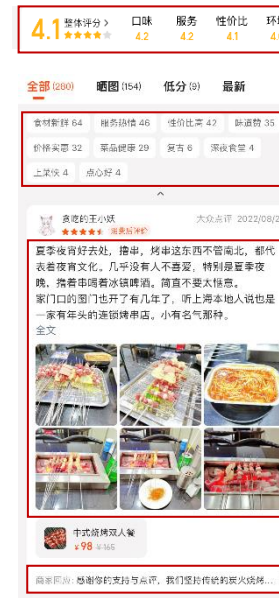 4.1 整体评分 > 口味 服务 性价比
4.2 4.2 4.1
全部(280) 晒图(154) 低分(9) 最新
食材新鲜 64 服务热情 46 性价比高 42 味道赞 35
价格实惠 32 菜品健康 29 复古 6 深夜食堂 4
上菜快 4 点心好 4
贪吃的王小妖 大众点评 2022/08/2
消费后评价
夏季夜宵好去处，撸串，烤串这东西不管南北，都代
表着夜宵文化。几乎没有人不喜爱，特别是夏季夜
晚，撸着串喝着冰镇啤酒。简直不要太惬意。
家门口的图门也开了有几年了，听上海本地人说也是
一家有年头的连锁烤串店。小有名气那种。
全文
中式烧烤双人餐
¥98 ¥165
商家回应：感谢你的支持与点评，我们坚持传统的炭火烧烤...